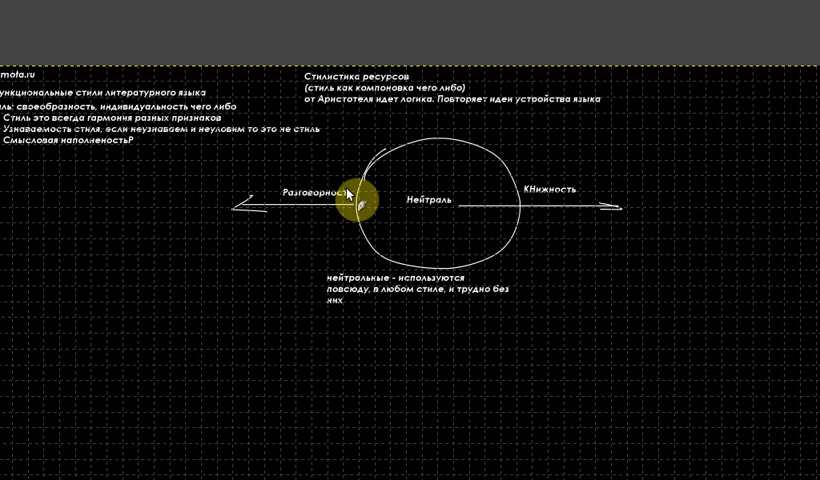 mota.ru
ункциональные стили литературного языка
ль: своеобразность, индивидуальность чего либо
Стиль это всегда гармония разных признаков
Узнаваемость стиля, если неузнаваем и неуловим то это не стиль
Смысловая наполненостьР
Стилистика ресурсов
(стиль как компоновка чего либо)
от Аристотеля идет логика. Повторяет идеи устройства языка
Разговорность
Нейтраль
КНижность
нейтральные - используются
повсюду, в любом стиле, и трудно без
них